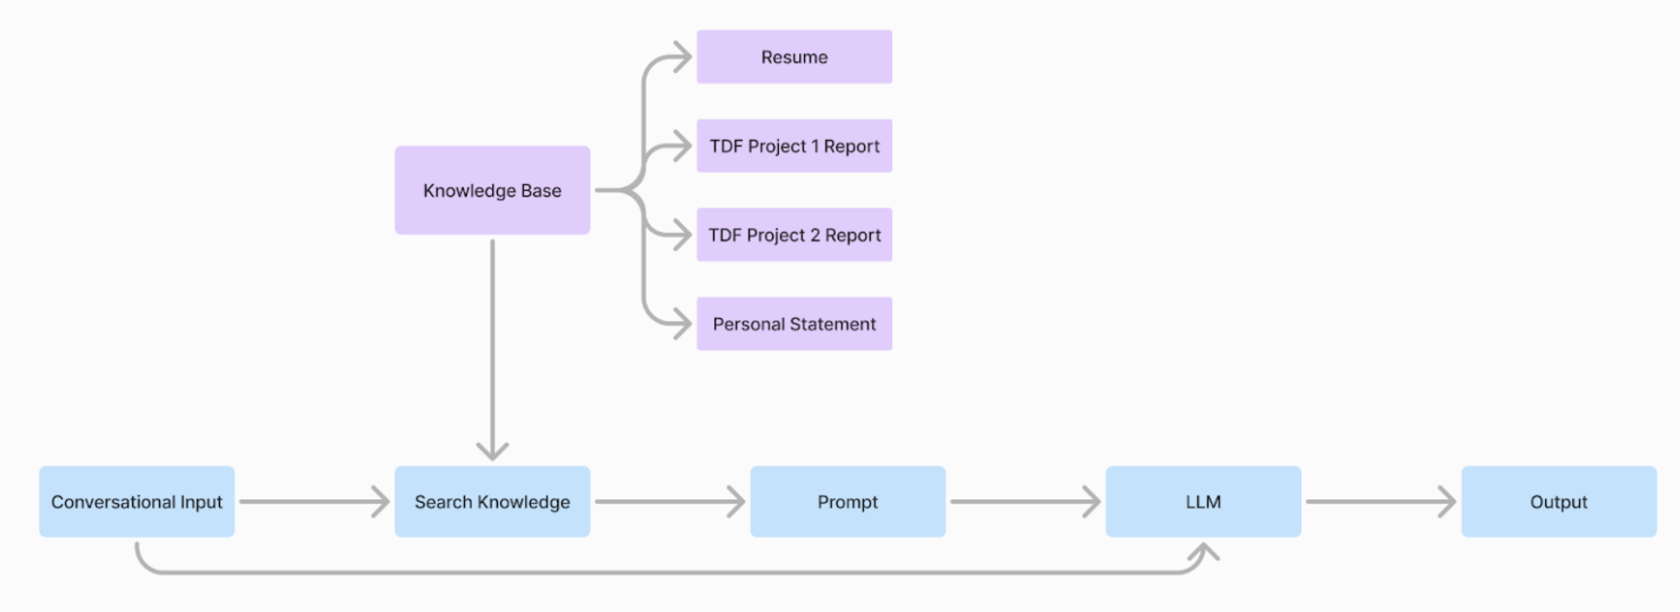 Resume
TDF Project 1 Report
Knowledge Base
TDF Project 2 Report
Personal Statement
Conversational Input
Search Knowledge
Prompt
LLM
Output